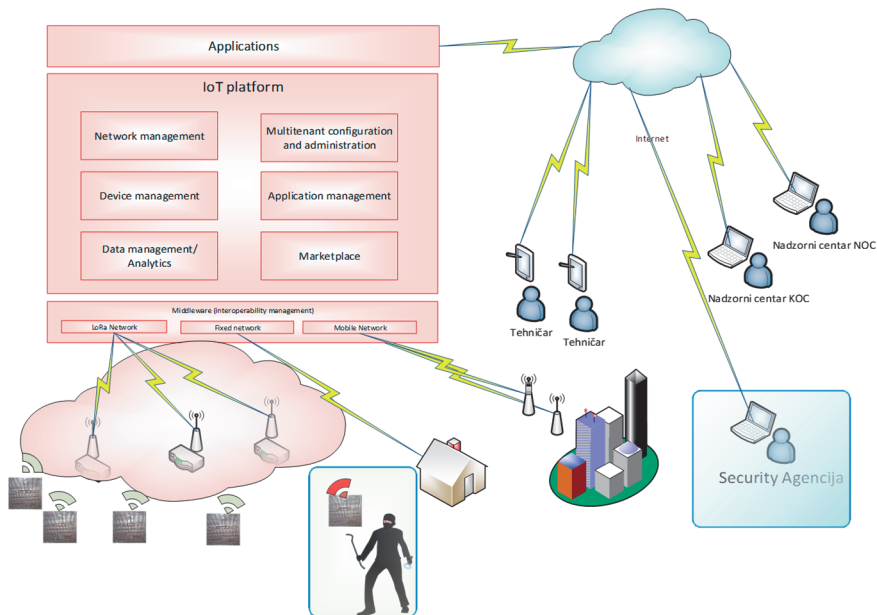 Applications
IoT platform
Network management
Multitenant configuration
and administration
Device management
Application management
Data management/
Analytics
Marketplace
Middleware (interoperability management)
LoRa Network
Fixed network
Mobile Network
Internet
Tehničar
Tehničar
Nadzorni centar NOC
Nadzorni centar KOC
Security Agencija